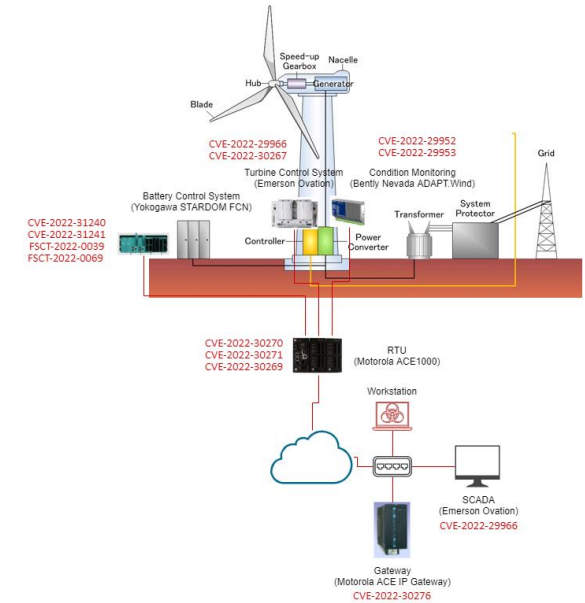 Speed-up
Gearbox
Nacelle
Hub
Generator
Blade
CVE-2022-29966
CVE-2022-30267
CVE-2022-29952
CVE-2022-29953
Grid
Turbine Control System
(Emerson Ovation)
Condition Monitoring
(Bently Nevada ADAPT.Wind)
Battery Control System
(Yokogawa STARDOM FCN)
System
Protector
Transformer
CVE-2022-31240
CVE-2022-31241
FSCT-2022-0039
FSCT-2022-0069
Controller
Power
Converter
CVE-2022-30270
CVE-2022-30271
CVE-2022-30269
RTU
(Motorola ACE1000)
Workstation
SCADA
(Emerson Ovation)
CVE-2022-29966
Gateway
(Motorola ACE IP Gateway)
CVE-2022-30276